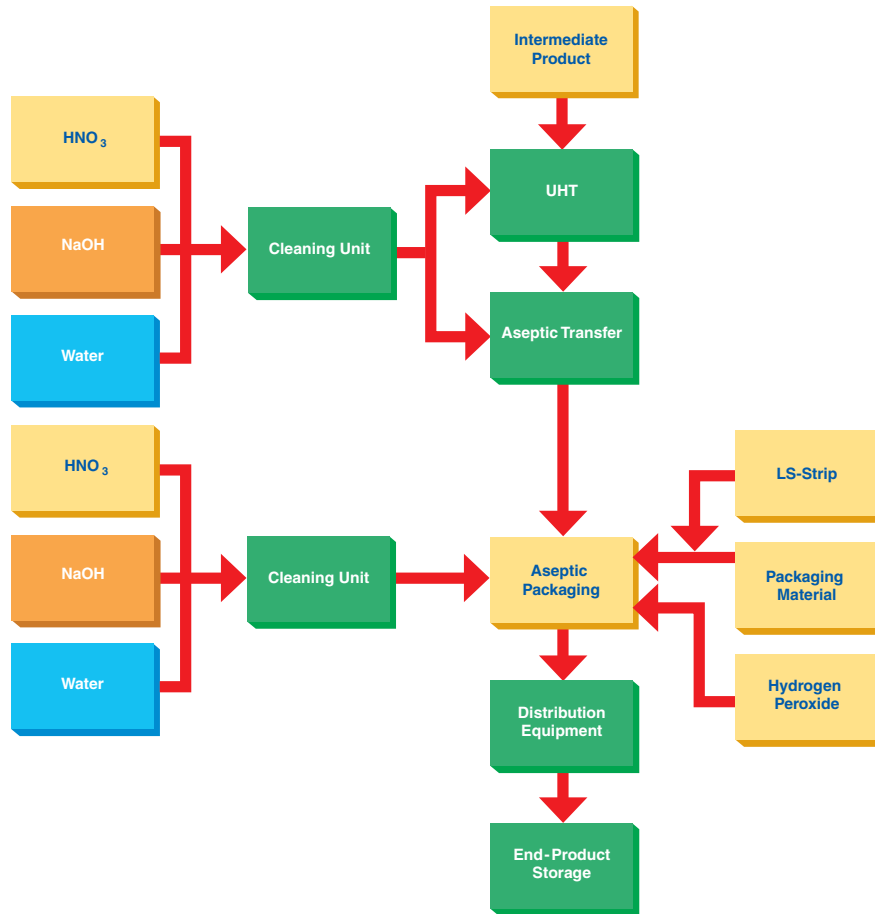 Intermediate
Product
HNO₃
UHT
NaOH
Cleaning Unit
Aseptic Transfer
Water
HNO₃
LS-Strip
NaOH
Cleaning Unit
Aseptic
Packaging
Packaging
Material
Water
Hydrogen
Peroxide
Distribution
Equipment
End-Product
Storage